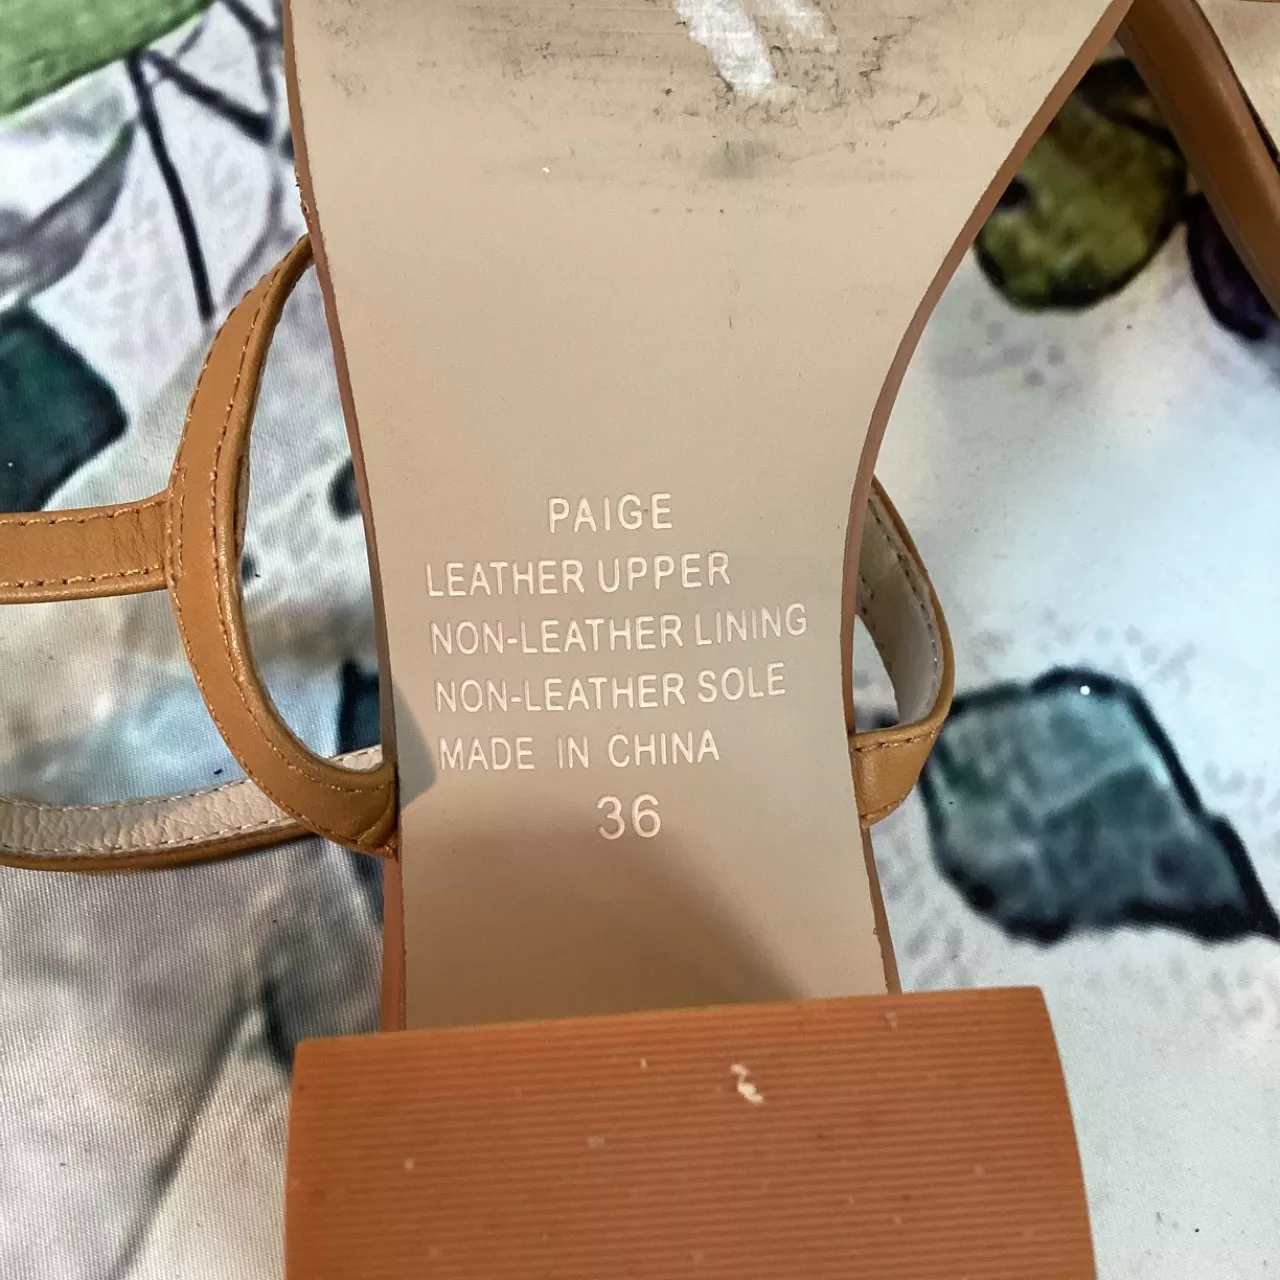 PAIGE
LEATHER UPPER
NON-LEATHER LINING
NON-LEATHER SOLE
MADE IN CHINA
36